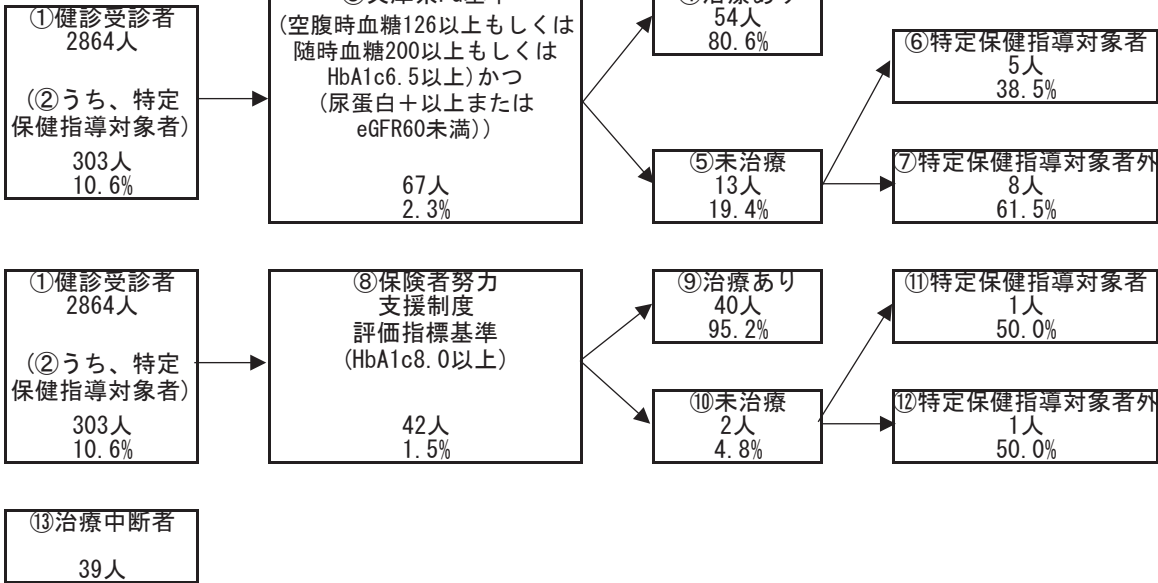 ①健診受診者
2864人
(②うち、特定
保健指導対象者)
303人
10.6%
(空腹時血糖126以上もしくは
随時血糖200以上もしくは
HbA1c6.5以上)かつ
(尿蛋白＋以上または
eGFR60未満))
67人
2.3%
54人
80.6%
⑤未治療
13人
19.4%
⑥特定保健指導対象者
5人
38.5%
⑦特定保健指導対象者外
8人
61.5%
①健診受診者
2864人
(②うち、特定
保健指導対象者)
303人
10.6%
⑧保険者努力
支援制度
評価指標基準
(HbA1c8.0以上)
42人
1.5%
⑨治療あり
40人
95.2%
⑩未治療
2人
4.8%
⑪特定保健指導対象者
1人
50.0%
⑫特定保健指導対象者外
1人
50.0%
⑬治療中断者
39人